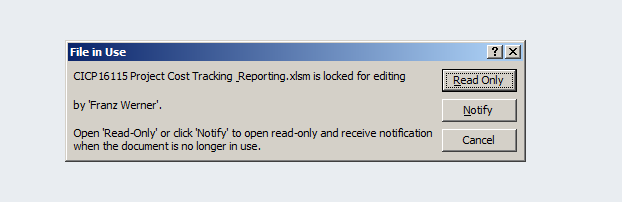 File in Use
CICP16115 Project Cost Tracking _Reporting.xlsm is locked for editing
Read Only
by 'Franz Werner'.
Notify
Open 'Read-Only' or click 'Notify' to open read-only and receive notification
when the document is no longer in use.
Cancel